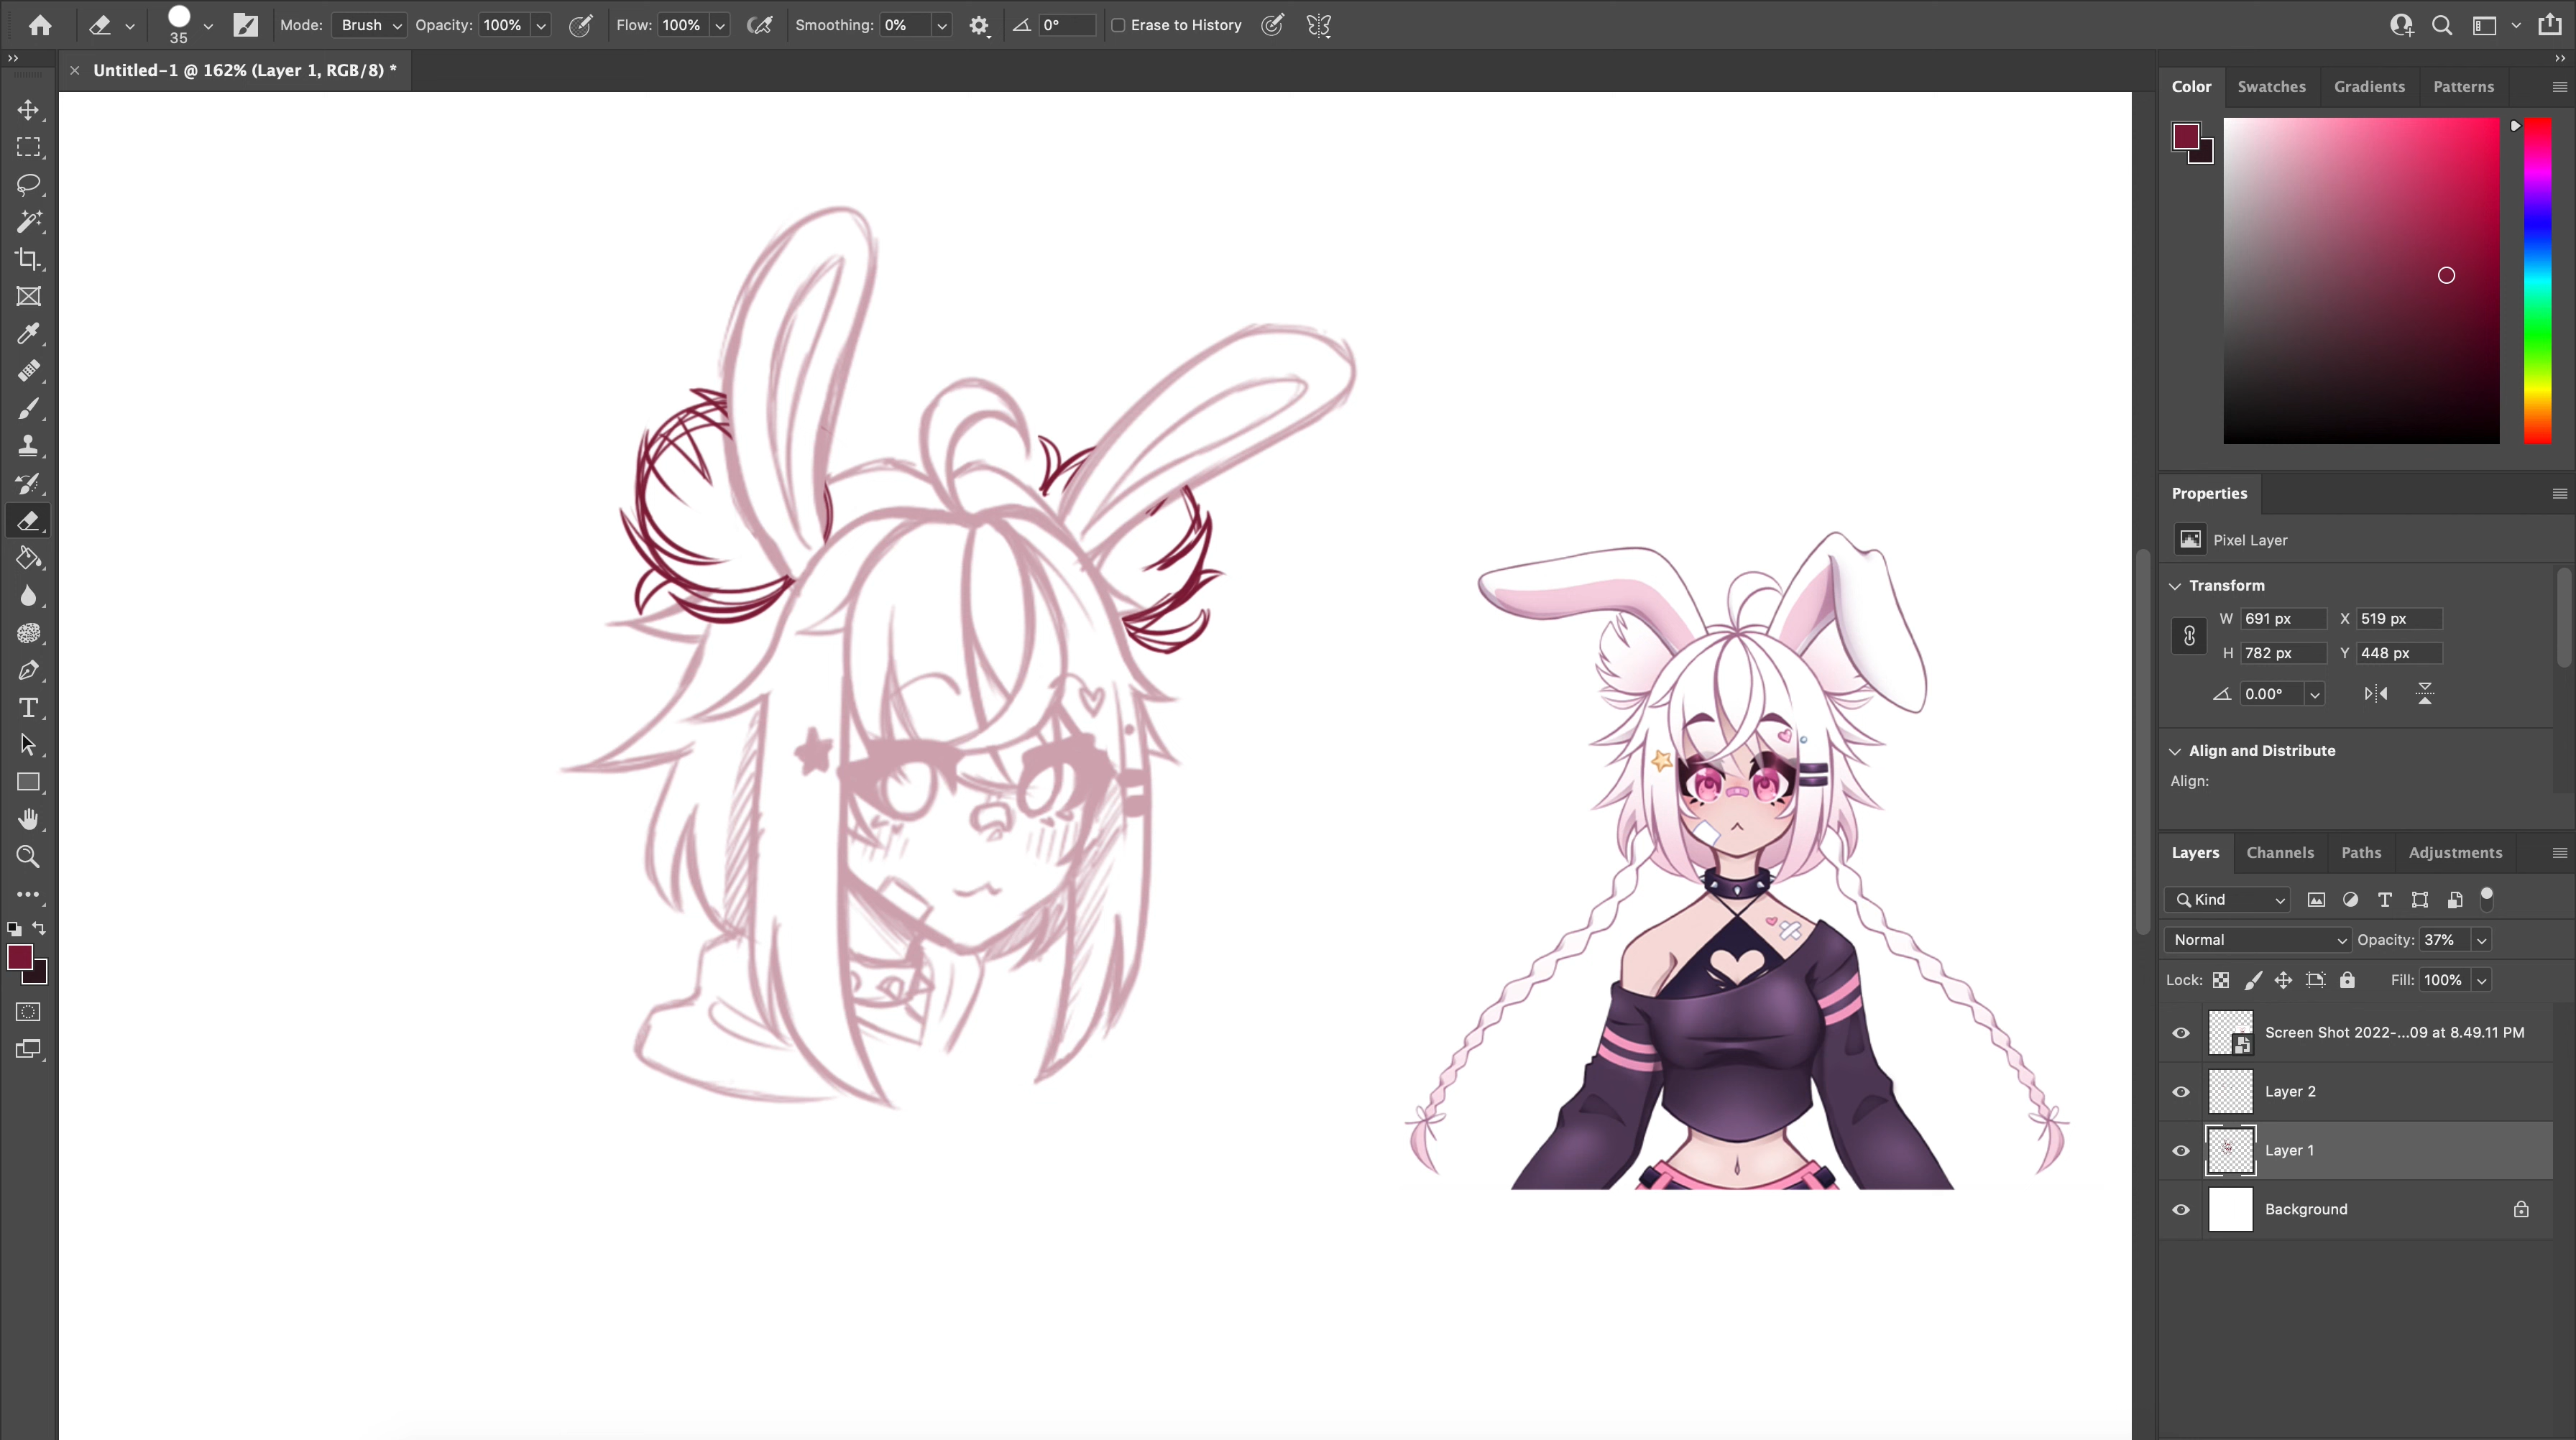 35
Mode: Brush Opacity: 100% Flow: 100% Smoothing: 0% 0° Erase to History
Untitled-1 @ 162% (Layer 1, RGB/8) *
Color Swatches Gradients Patterns
Properties
Pixel Layer
Transform
W 691 px X 519 px
H 782 px Y 448 px
0.00°
Align and Distribute
Align:
Layers Channels Paths Adjustments
Kind
Normal Opacity: 37%
Lock: Fill: 100%
Screen Shot 2022-...09 at 8.49.11 PM
Layer 2
Layer 1
Background